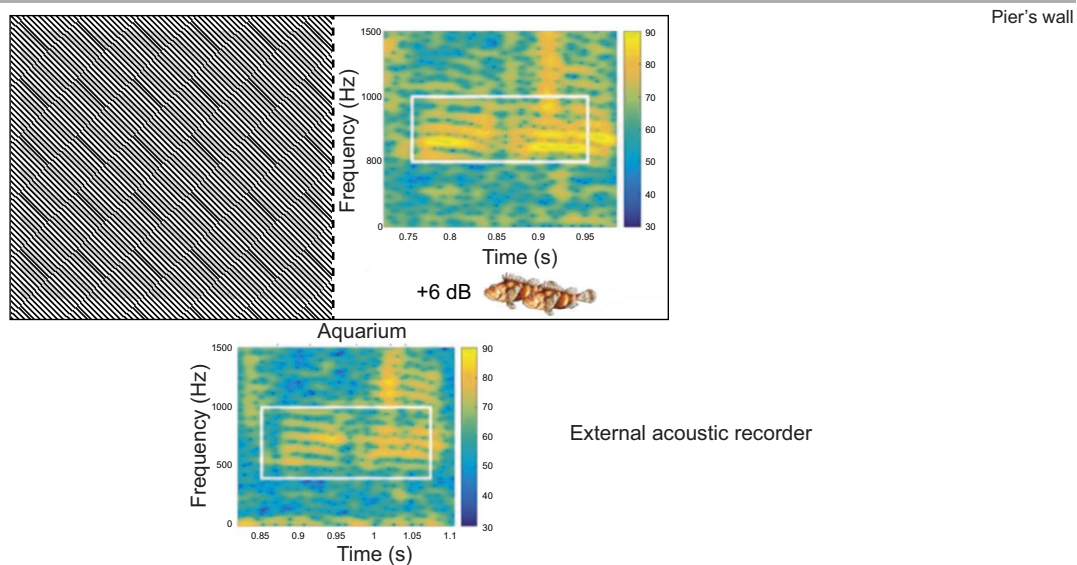 Pier's wall
Frequency (Hz)
1500
1000
800
0
0.75 0.8 0.85 0.9 0.95
Time (s)
90
80
70
60
50
40
30
+6 dB
Aquarium
Frequency (Hz)
1500
1000
500
0
0.85 0.9 0.95 1 1.05 1.1
Time (s)
90
80
70
60
50
40
30
External acoustic recorder